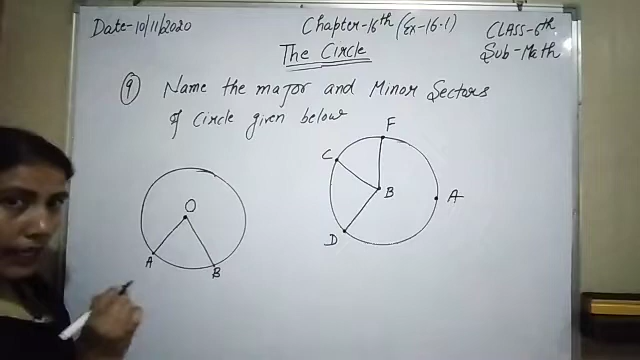 Date-10/11/2020
Chapter-16th (Ex-16.1)
CLASS-6th
The Circle
Sub-Math
9 Name the major and Minor Sectors
of Circle given below
F
C
B
A
D
O
A
B